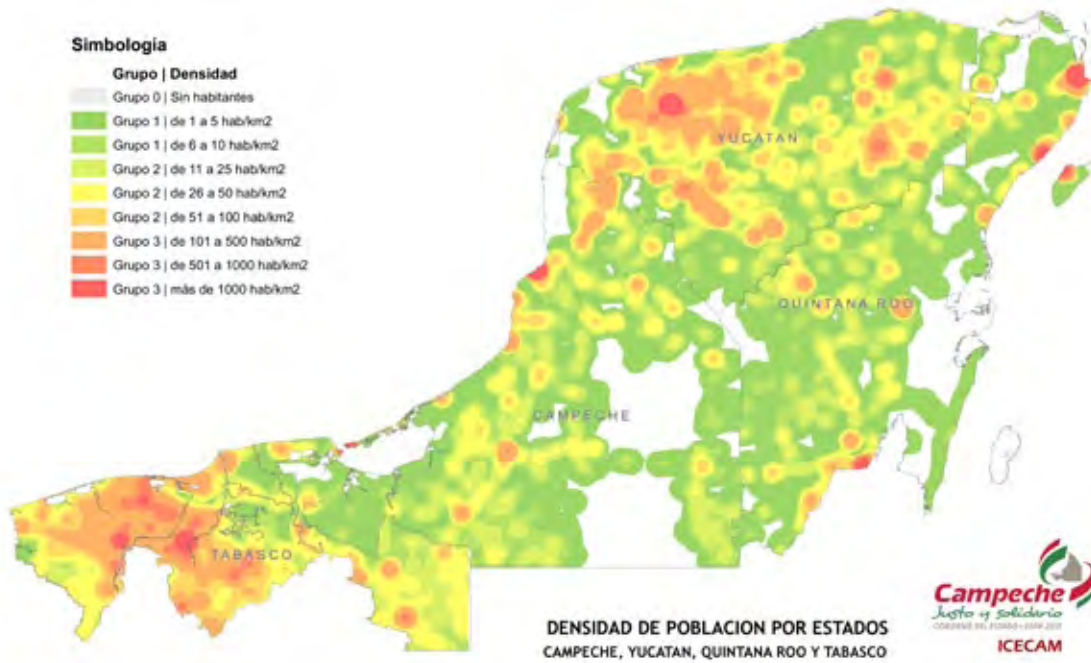 Simbología
Grupo | Densidad
Grupo 0 | Sin habitantes
Grupo 1 | de 1 a 5 hab/km2
Grupo 1 | de 6 a 10 hab/km2
Grupo 2 | de 11 a 25 hab/km2
Grupo 2 | de 26 a 50 hab/km2
Grupo 2 | de 51 a 100 hab/km2
Grupo 3 | de 101 a 500 hab/km2
Grupo 3 | de 501 a 1000 hab/km2
Grupo 3 | más de 1000 hab/km2
YUCATAN
QUINTANA ROO
CAMPECHE
TABASCO
DENSIDAD DE POBLACION POR ESTADOS
CAMPECHE, YUCATAN, QUINTANA ROO Y TABASCO
Campeche
Justo y solidario
GOBIERNO DEL ESTADO
ICECAM